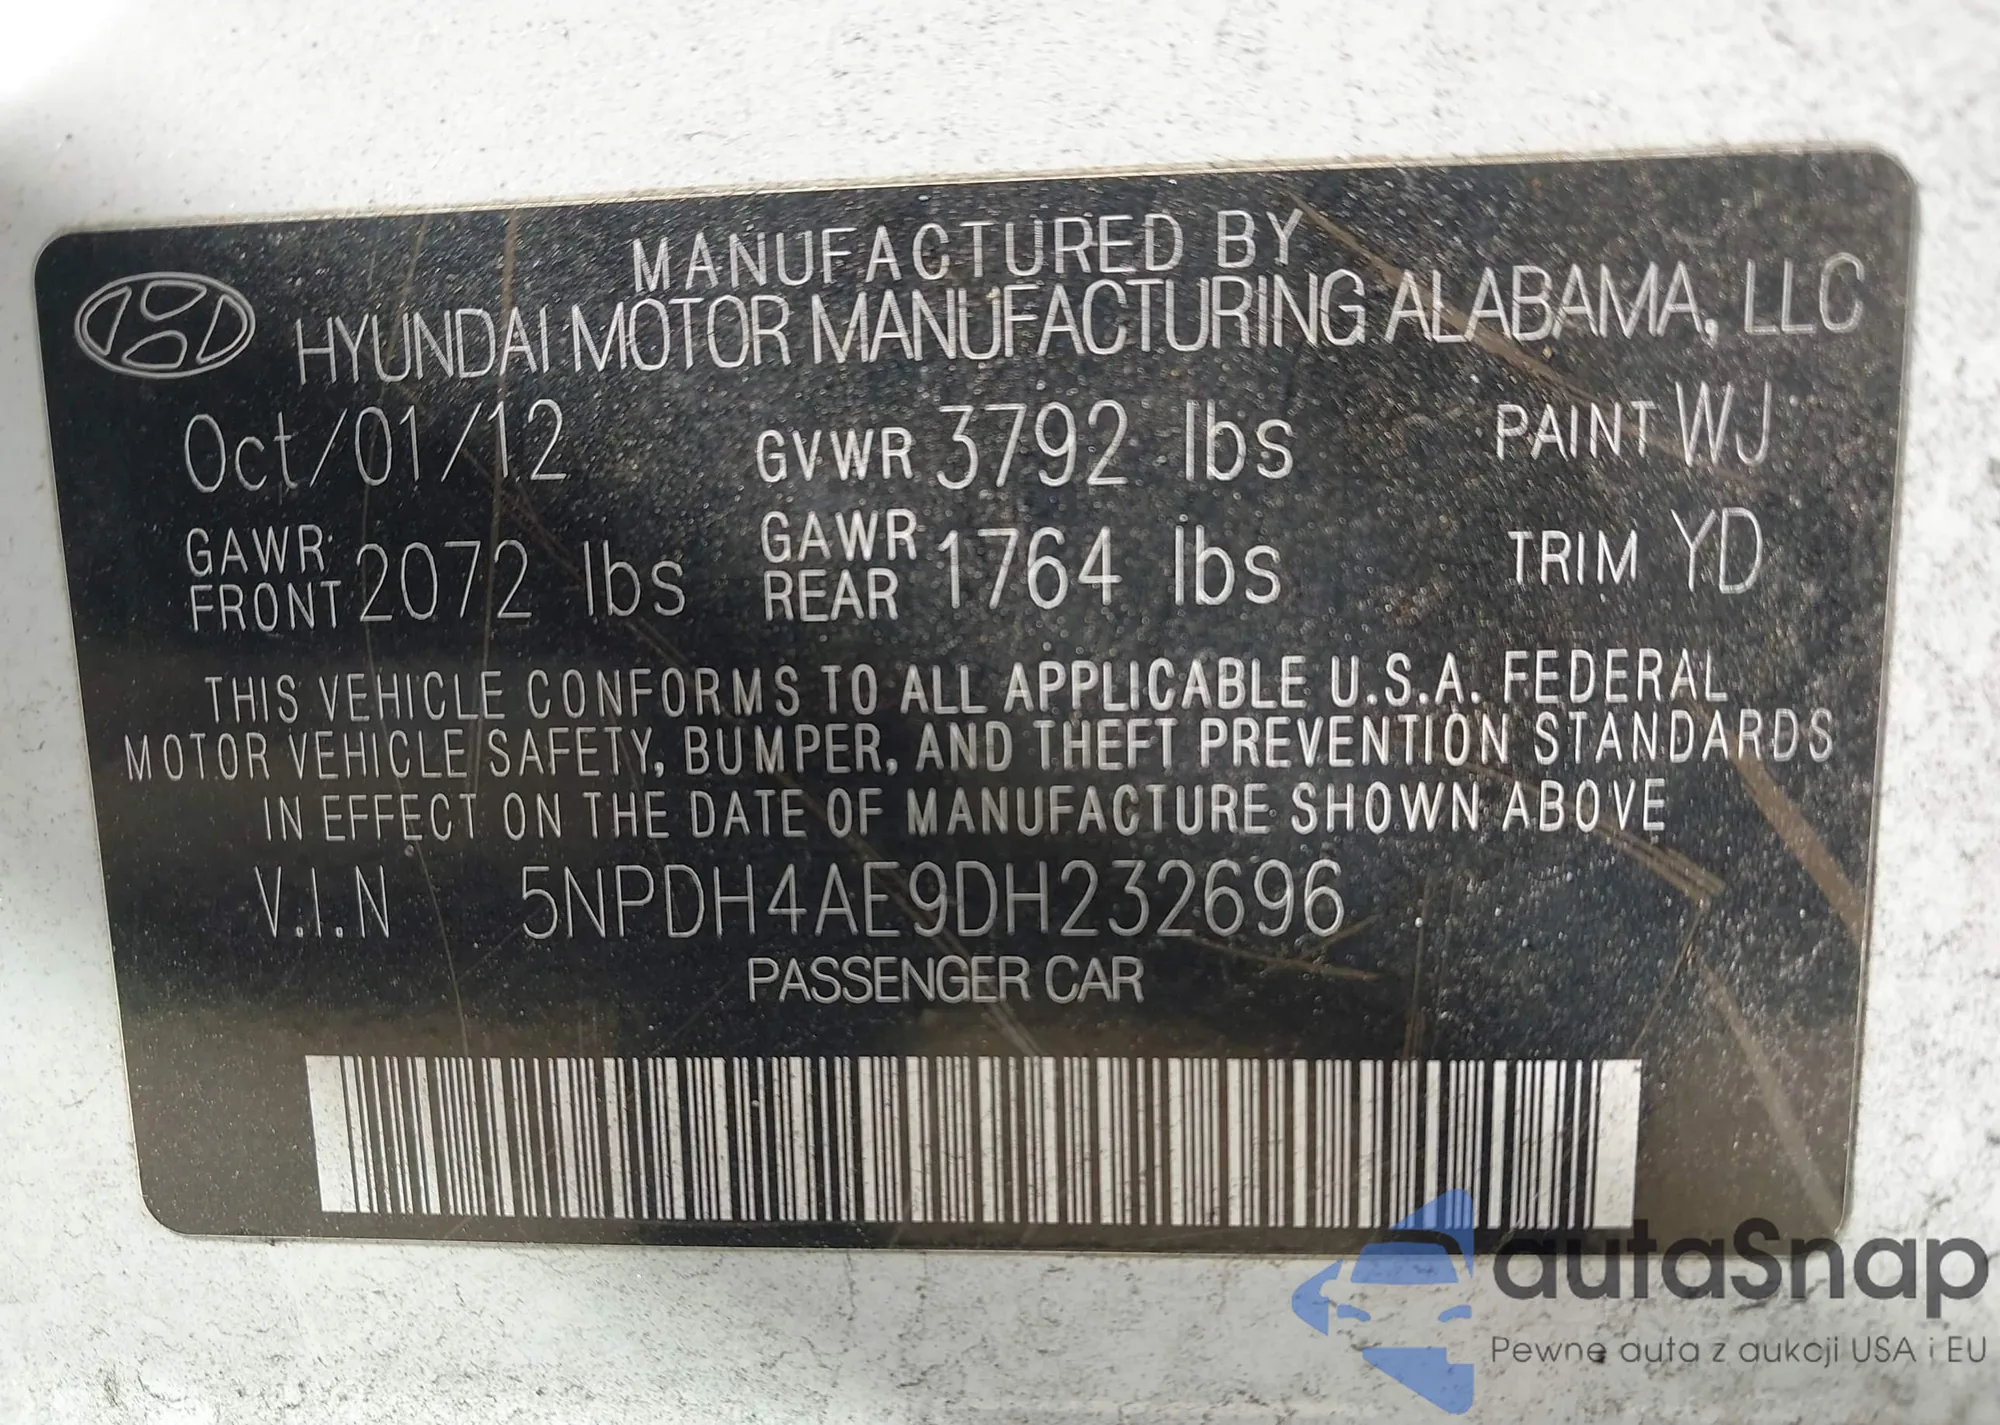 MANUFACTURED BY
HYUNDAI MOTOR MANUFACTURING ALABAMA, LLC
Oct/01/12 GVWR 3792 lbs PAINT WJ
GAWR FRONT 2072 lbs GAWR REAR 1764 lbs TRIM YD
THIS VEHICLE CONFORMS TO ALL APPLICABLE U.S.A. FEDERAL
MOTOR VEHICLE SAFETY, BUMPER, AND THEFT PREVENTION STANDARDS
IN EFFECT ON THE DATE OF MANUFACTURE SHOWN ABOVE
V.I.N 5NPDH4AE9DH232696
PASSENGER CAR
autaSnap
Pewne auta z aukcji USA i EU